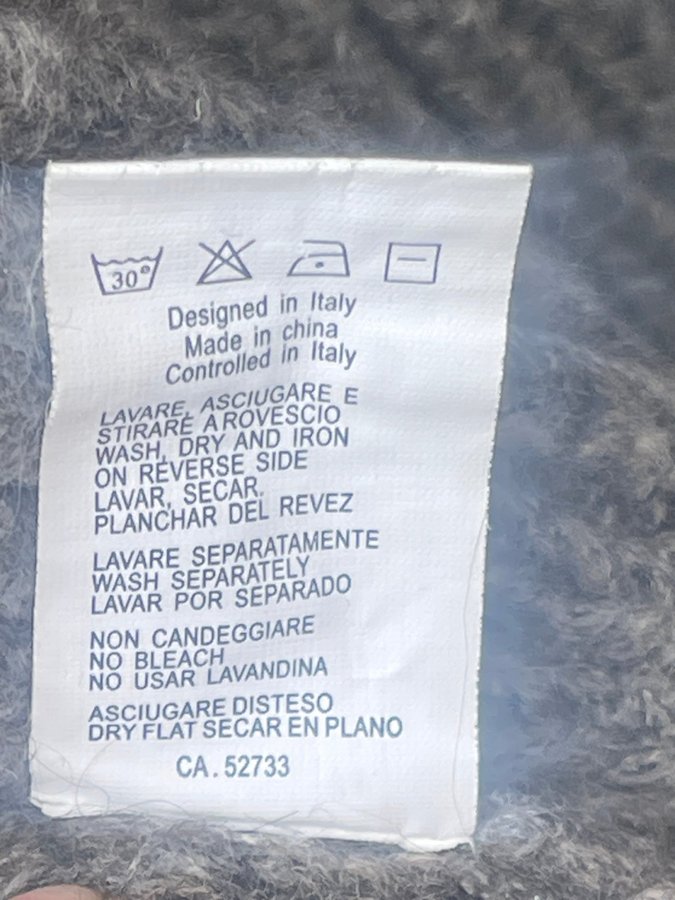 30°
Designed in Italy
Made in china
Controlled in Italy
LAVARE, ASCIUGARE E
STIRARE A ROVESCIO
WASH, DRY AND IRON
ON REVERSE SIDE
LAVAR, SECAR.
PLANCHAR DEL REVEZ
LAVARE SEPARATAMENTE
WASH SEPARATELY
LAVAR POR SEPARADO
NON CANDEGGIARE
NO BLEACH
NO USAR LAVANDINA
ASCIUGARE DISTESO
DRY FLAT SECAR EN PLANO
CA. 52733